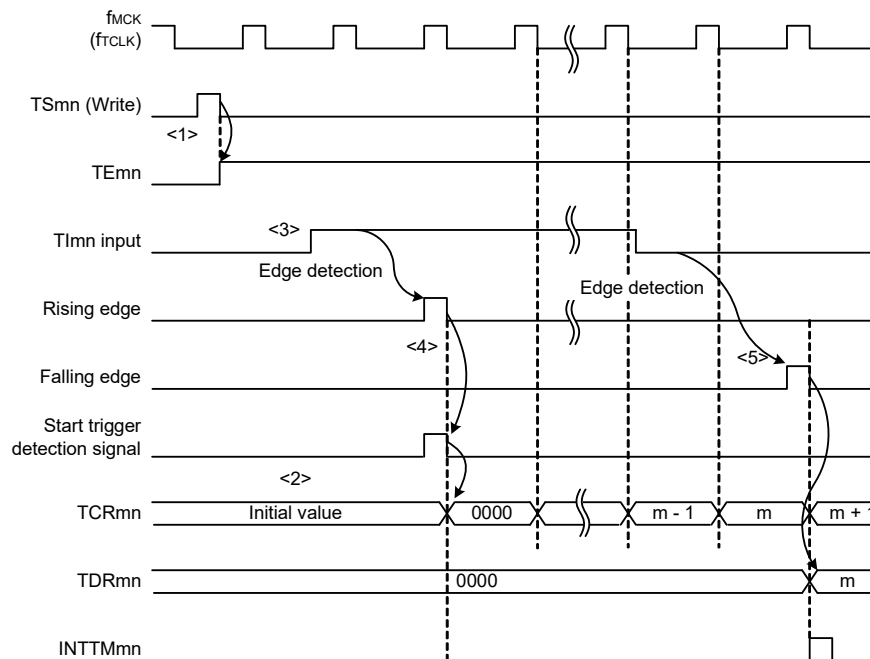 fMCK
(fTCLK)
TSmn (Write)
<1>
TEmn
TImn input
<3>
Edge detection
Edge detection
Rising edge
<4>
<5>
Falling edge
Start trigger
detection signal
<2>
TCRmn
Initial value
0000
m - 1
m
m + 1
TDRmn
0000
m
INTTMmn